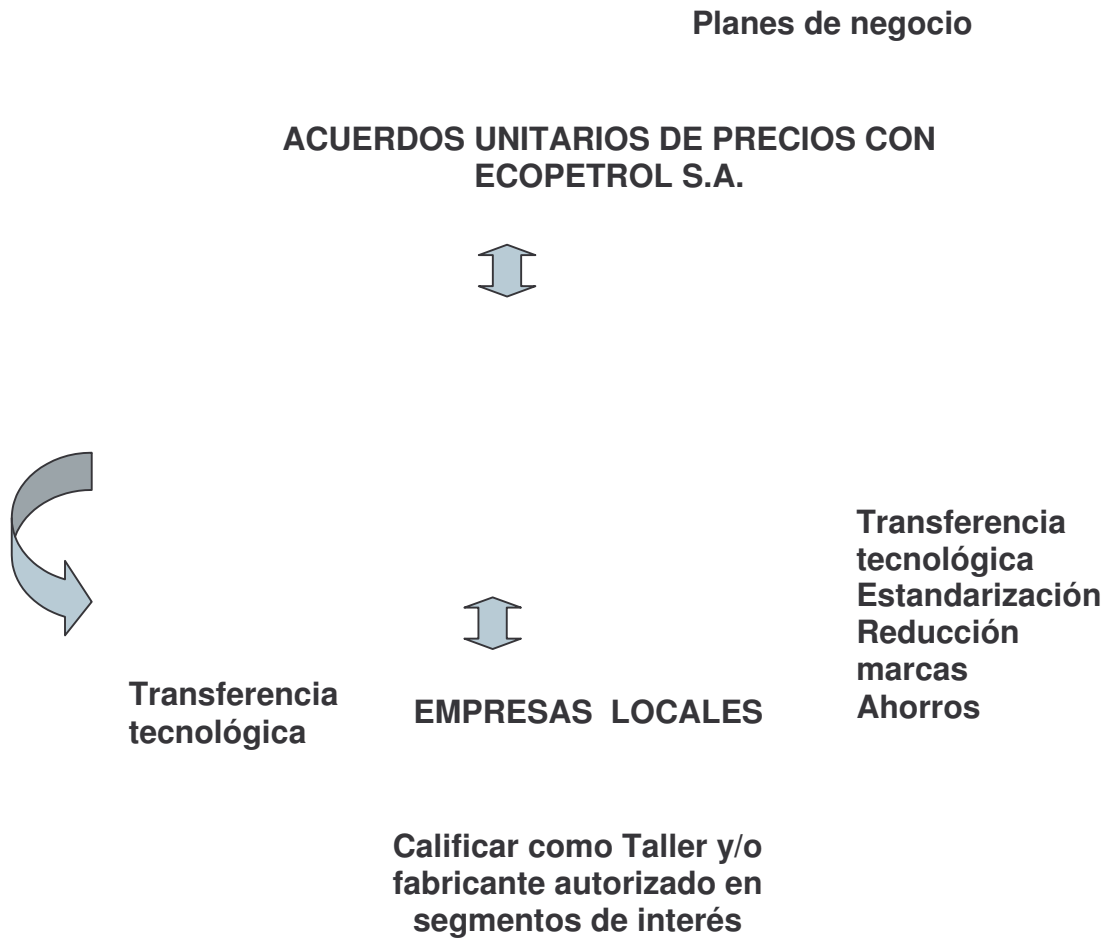 Planes de negocio
ACUERDOS UNITARIOS DE PRECIOS CON
ECOPETROL S.A.
Transferencia
tecnológica
Estandarización
Reducción
marcas
Ahorros
Transferencia
tecnológica
EMPRESAS LOCALES
Calificar como Taller y/o
fabricante autorizado en
segmentos de interés